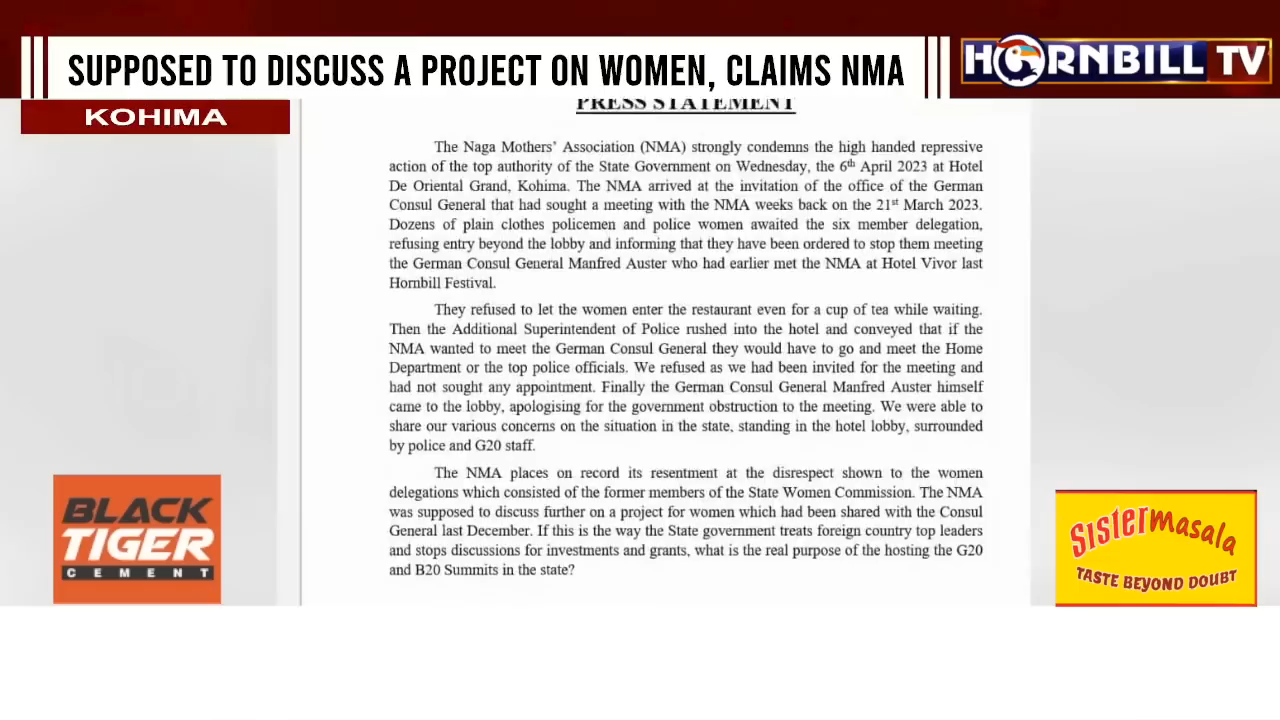 SUPPOSED TO DISCUSS A PROJECT ON WOMEN, CLAIMS NMA
HORNBILL TV
KOHIMA
PRESS STATEMENT
The Naga Mothers' Association (NMA) strongly condemns the high handed repressive
action of the top authority of the State Government on Wednesday, the 6th April 2023 at Hotel
De Oriental Grand, Kohima. The NMA arrived at the invitation of the office of the German
Consul General that had sought a meeting with the NMA weeks back on the 21st March 2023.
Dozens of plain clothes policemen and police women awaited the six member delegation,
refusing entry beyond the lobby and informing that they have been ordered to stop them meeting
the German Consul General Manfred Auster who had earlier met the NMA at Hotel Vivor last
Hornbill Festival.
They refused to let the women enter the restaurant even for a cup of tea while waiting.
Then the Additional Superintendent of Police rushed into the hotel and conveyed that if the
NMA wanted to meet the German Consul General they would have to go and meet the Home
Department or the top police officials. We refused as we had been invited for the meeting and
had not sought any appointment. Finally the German Consul General Manfred Auster himself
came to the lobby, apologising for the government obstruction to the meeting. We were able to
share our various concerns on the situation in the state, standing in the hotel lobby, surrounded
by police and G20 staff.
The NMA places on record its resentment at the disrespect shown to the women
delegations which consisted of the former members of the State Women Commission. The NMA
was supposed to discuss further on a project for women which had been shared with the Consul
General last December. If this is the way the State government treats foreign country top leaders
and stops discussions for investments and grants, what is the real purpose of the hosting the G20
and B20 Summits in the state?
BLACK
TIGER
CEMENT
Sistermasala
TASTE BEYOND DOUBT